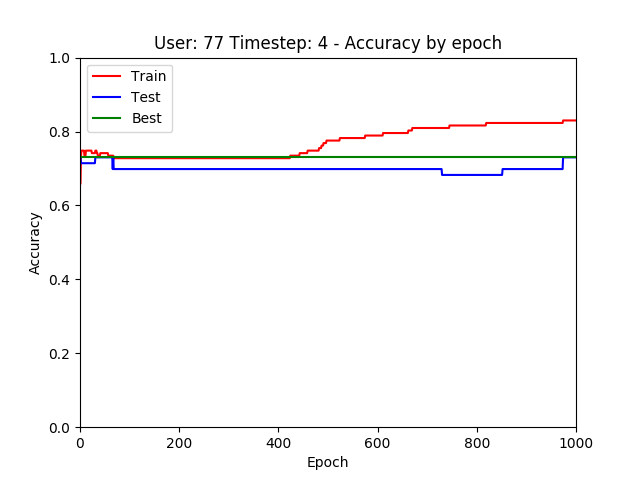 User: 77 Timestep: 4 - Accuracy by epoch
1.0
0.8
0.6
0.4
0.2
0.0
Accuracy
Train
Test
Best
0 200 400 600 800 1000
Epoch